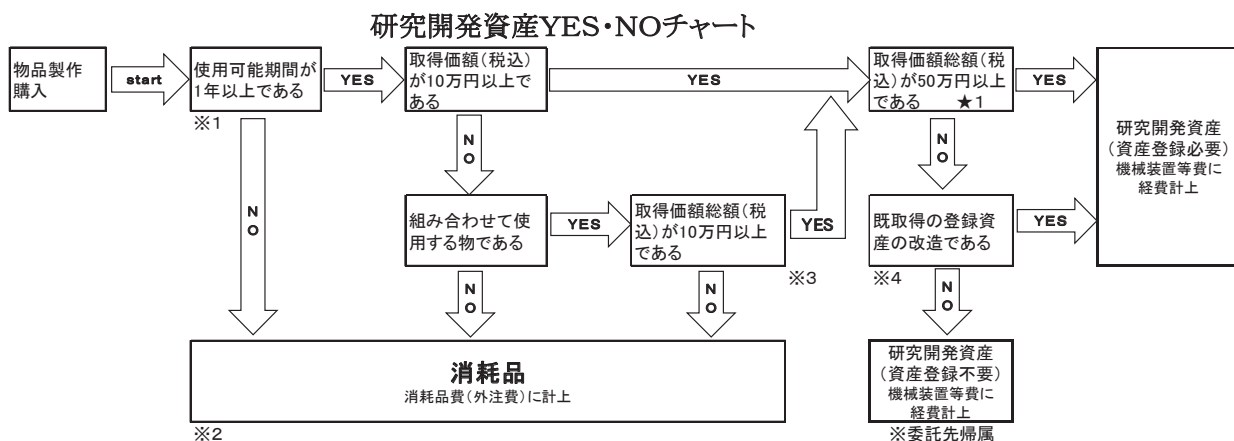 研究開発資産YES・NOチャート
物品製作
購入
start
使用可能期間が
1年以上である
※1
YES
取得価額(税込)
が10万円以上で
ある
YES
取得価額総額(税
込)が50万円以上
である ★1
YES
研究開発資産
(資産登録必要)
機械装置等費に
経費計上
NO
NO
組み合わせて使
用する物である
YES
取得価額総額(税
込)が10万円以上
である
※3
YES
NO
既取得の登録資
産の改造である
※4
YES
NO
NO
NO
消耗品
消耗品費(外注費)に計上
※2
研究開発資産
(資産登録不要)
機械装置等費に
経費計上
※委託先帰属